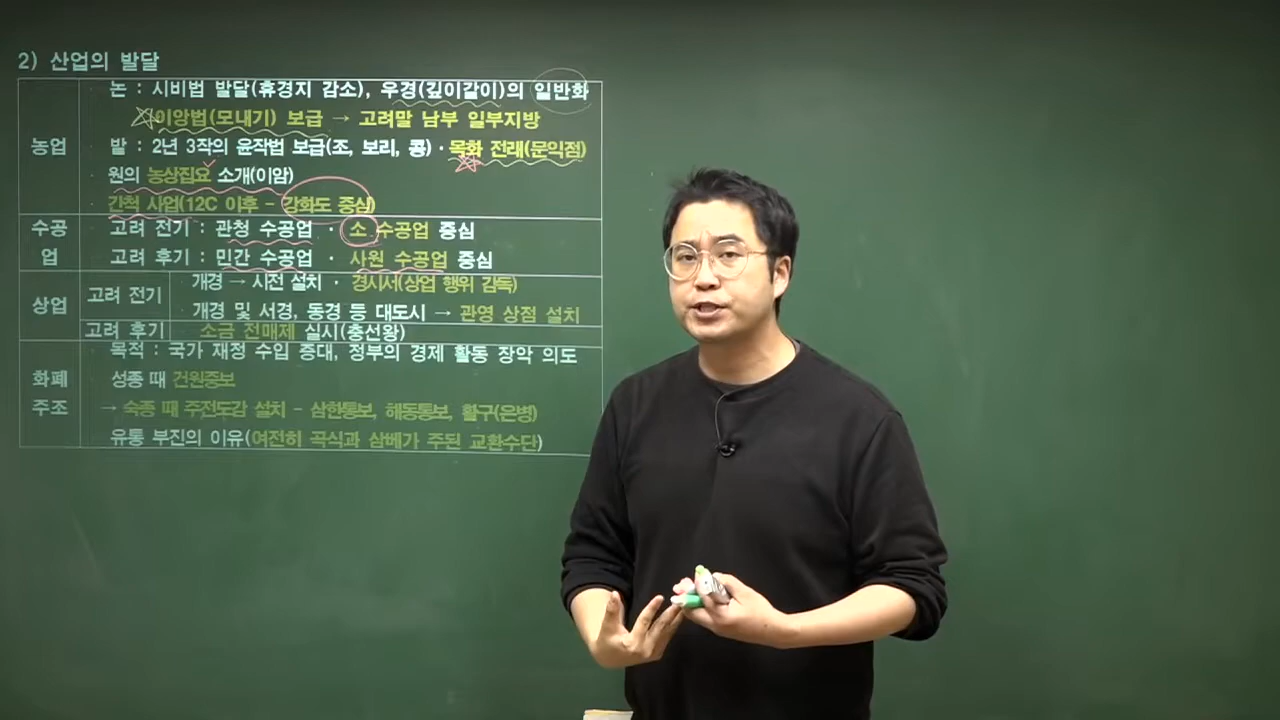 2) 산업의 발달
농업
· 논 : 시비법 발달(휴경지 감소), 우경(깊이갈이)의 일반화
이앙법(모내기) 보급 → 고려말 남부 일부지방
· 밭 : 2년 3작의 윤작법 보급(조, 보리, 콩) · 목화 전래(문익점)
· 원의 농상집요 소개(이암)
· 간척 사업(12C 이후 - 강화도 중심)
수공
업
· 고려 전기 : 관청 수공업 · 소 수공업 중심
· 고려 후기 : 민간 수공업 · 사원 수공업 중심
상업
고려 전기
· 개경 → 시전 설치 · 경시서(상업 행위 감독)
· 개경 및 서경, 동경 등 대도시 → 관영 상점 설치
고려 후기
· 소금 전매제 실시(충선왕)
화폐
주조
· 목적 : 국가 재정 수입 증대, 정부의 경제 활동 장악 의도
· 성종 때 건원중보
→ 숙종 때 주전도감 설치 - 삼한통보, 해동통보, 활구(은병)
· 유통 부진의 이유(여전히 곡식과 삼베가 주된 교환수단)